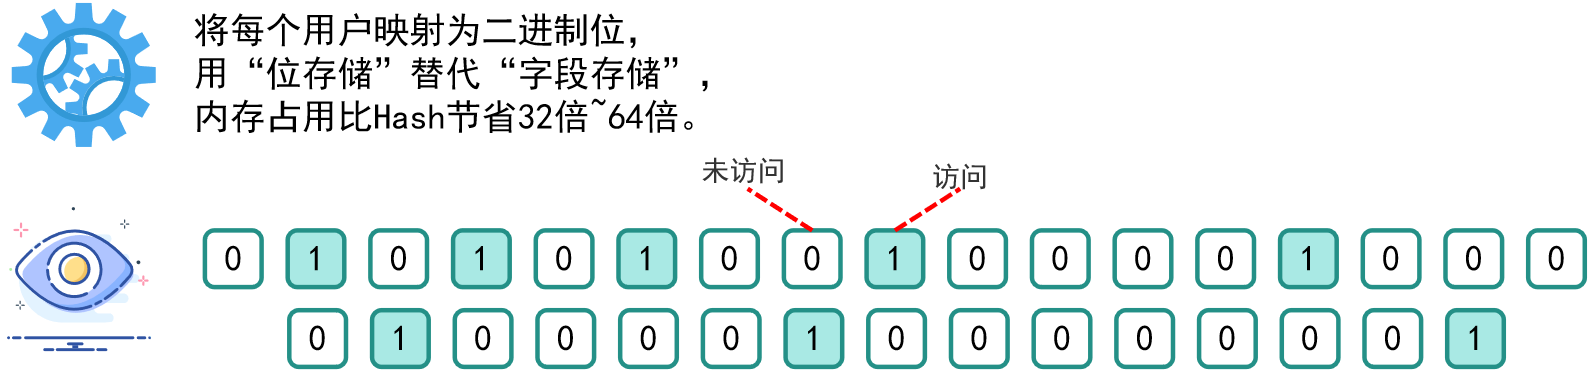 将每个用户映射为二进制位，
用“位存储”替代“字段存储”，
内存占用比Hash节省32倍~64倍。
未访问 访问
0 1 0 1 0 1 0 0 1 0 0 0 0 1 0 0 0
0 1 0 0 0 0 1 0 0 0 0 0 0 0 1